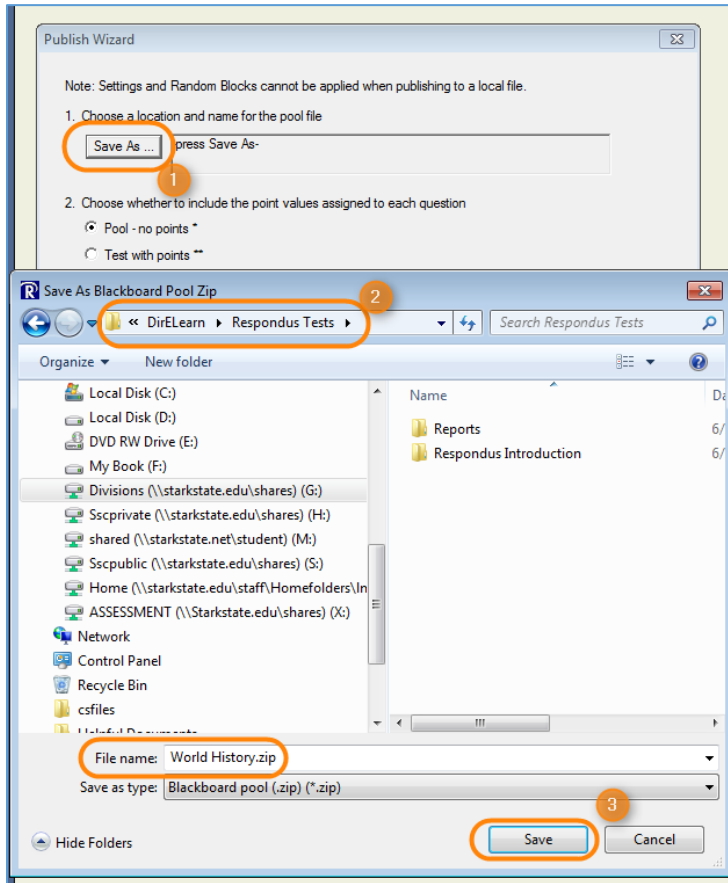 Publish Wizard
Note: Settings and Random Blocks cannot be applied when publishing to a local file.
1. Choose a location and name for the pool file
Save As ...
press Save As-
1
2. Choose whether to include the point values assigned to each question
Pool - no points *
Test with points **
R Save As Blackboard Pool Zip
2
« DirELearn Respondus Tests
Search Respondus Tests
Organize
New folder
Local Disk (C:)
Local Disk (D:)
DVD RW Drive (E:)
My Book (F:)
Divisions (\\starkstate.edu\shares) (G:)
Sscprivate (\\starkstate.edu\shares) (H:)
shared (\\starkstate.net\student) (M:)
Sscpublic (\\starkstate.edu\shares) (S:)
Home (\\starkstate.edu\staff\Homefolders\In
ASSESSMENT (\\Starkstate.edu\shares) (X:)
Network
Control Panel
Recycle Bin
csfiles
Helpful Documents
Name
Da
Reports
6/
Respondus Introduction
6/
File name: World History.zip
Save as type: Blackboard pool (.zip) (*.zip)
3
Hide Folders
Save
Cancel